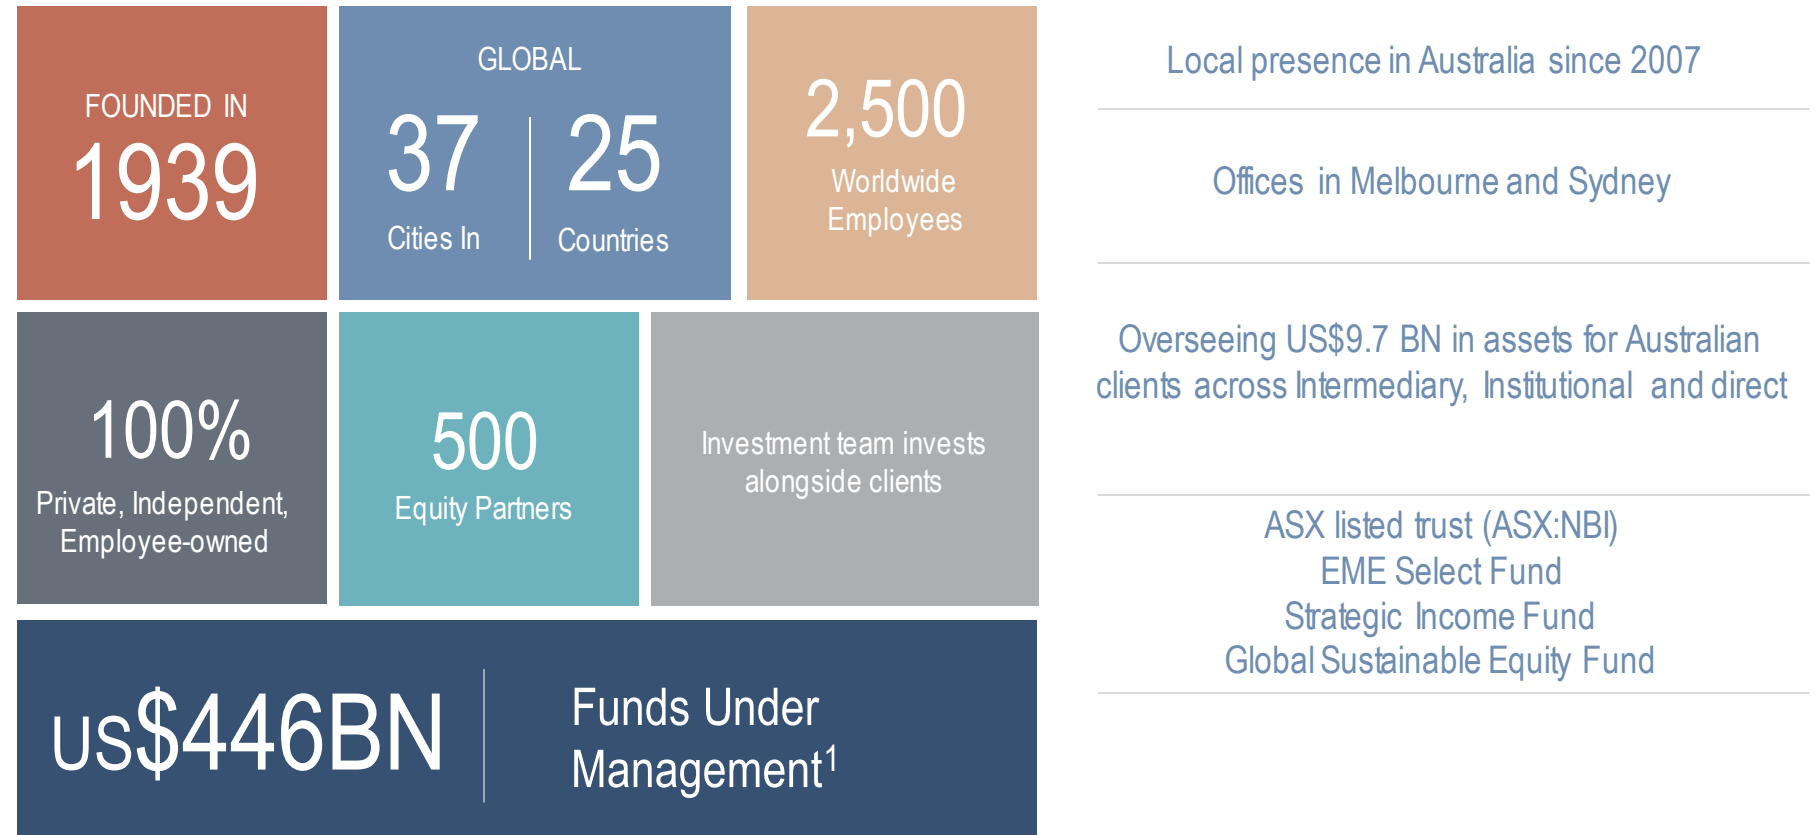 FOUNDED IN
1939
GLOBAL
37
Cities In
25
Countries
2,500
Worldwide
Employees
100%
Private, Independent,
Employee-owned
500
Equity Partners
Investment team invests
alongside clients
US$446BN
Funds Under
Management¹
Local presence in Australia since 2007
Offices in Melbourne and Sydney
Overseeing US$9.7 BN in assets for Australian
clients across Intermediary, Institutional and direct
ASX listed trust (ASX:NBI)
EME Select Fund
Strategic Income Fund
Global Sustainable Equity Fund